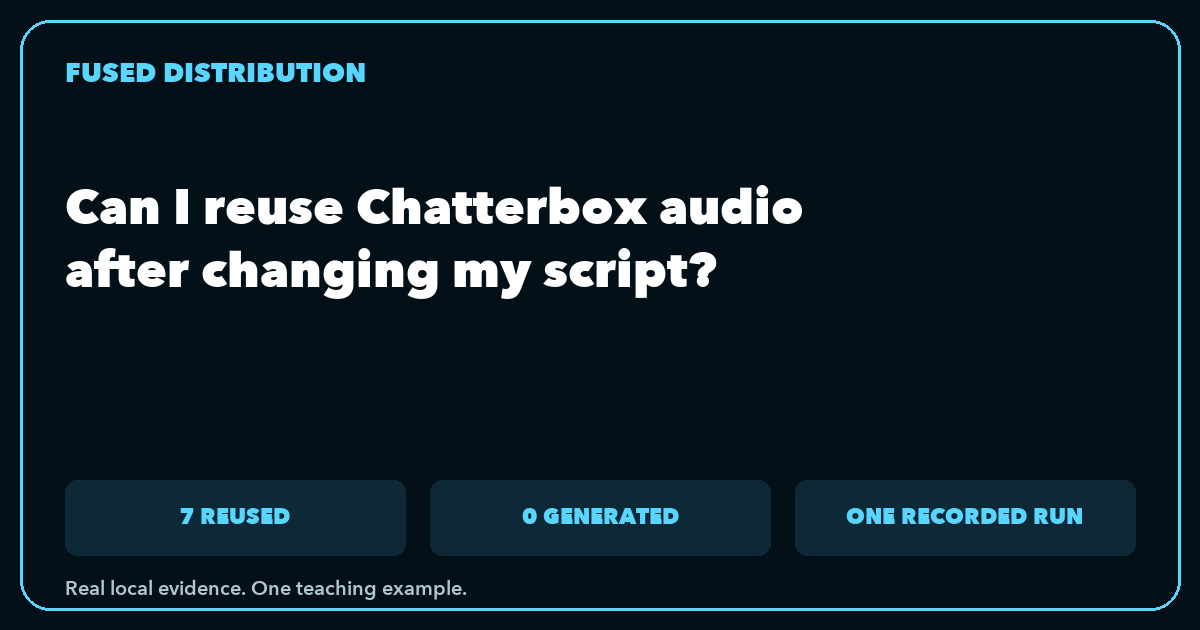 FUSED DISTRIBUTION
Can I reuse Chatterbox audio
after changing my script?
7 REUSED
0 GENERATED
ONE RECORDED RUN
Real local evidence. One teaching example.